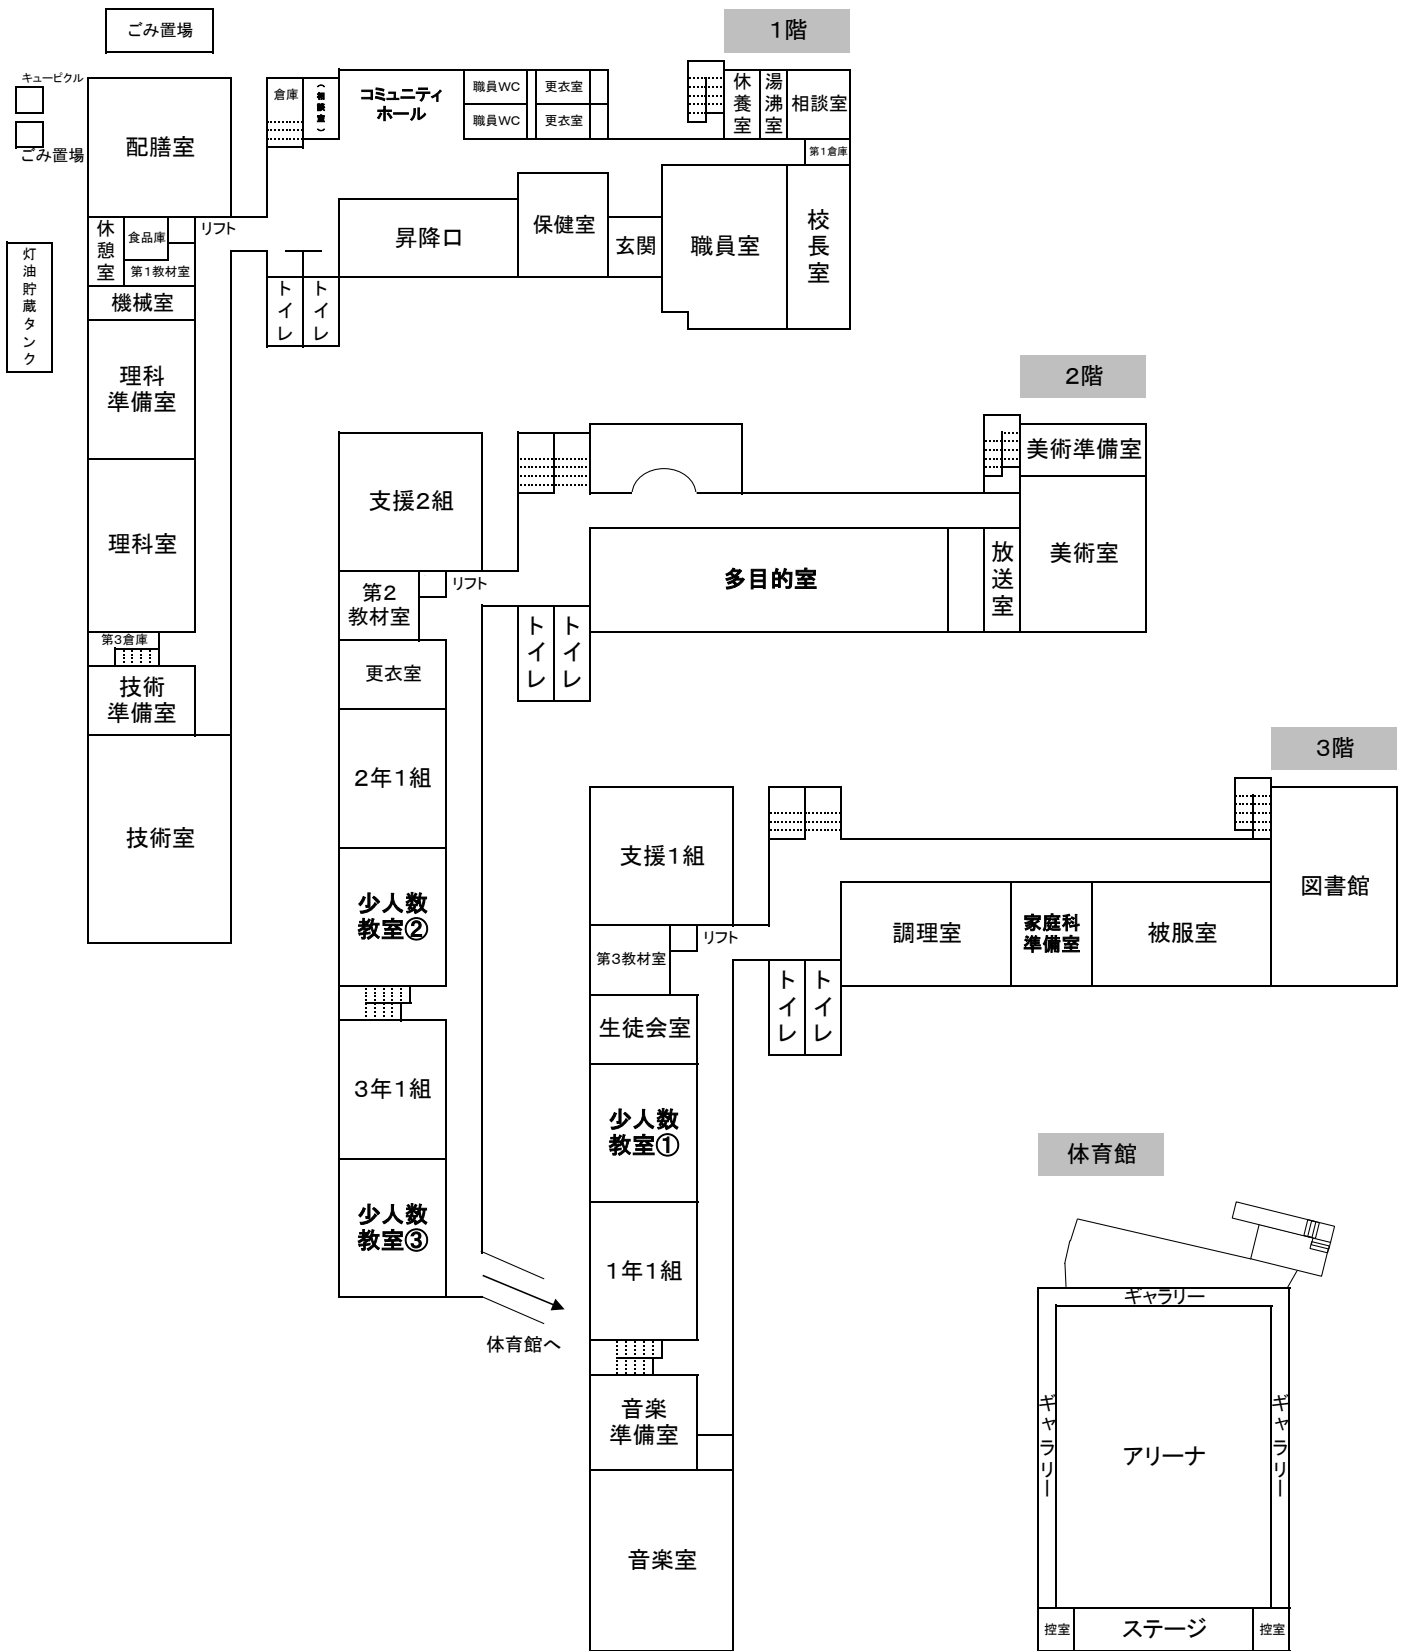 ごみ置場
1階
キュービクル
ごみ置場
配膳室
倉庫
（相談室）
コミュニティ
ホール
職員WC
更衣室
職員WC
更衣室
休養室
湯沸室
相談室
第1倉庫
リフト
休憩室
食品庫
第1教材室
機械室
昇降口
保健室
玄関
職員室
校長室
トイレ
トイレ
灯油貯蔵タンク
理科
準備室
理科室
第3倉庫
技術
準備室
技術室
2階
支援2組
美術準備室
美術室
放送室
多目的室
リフト
第2
教材室
トイレ
トイレ
更衣室
2年1組
少人数
教室②
3年1組
少人数
教室③
体育館へ
3階
支援1組
図書館
調理室
家庭科
準備室
被服室
リフト
第3教材室
トイレ
トイレ
生徒会室
少人数
教室①
1年1組
音楽
準備室
音楽室
体育館
ギャラリー
ギャラリー
アリーナ
ギャラリー
控室
ステージ
控室